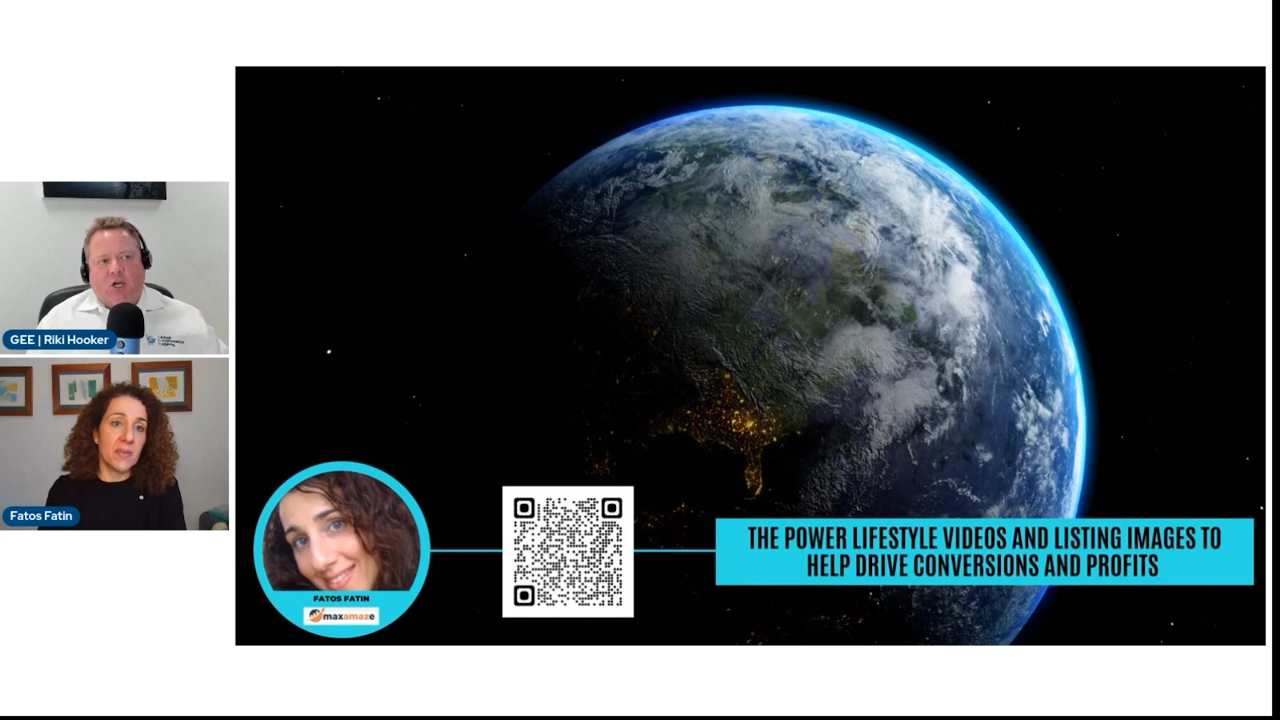 GEE | Riki Hooker
Fatos Fatin
FATOS FATIN
maxamaze
THE POWER LIFESTYLE VIDEOS AND LISTING IMAGES TO
HELP DRIVE CONVERSIONS AND PROFITS